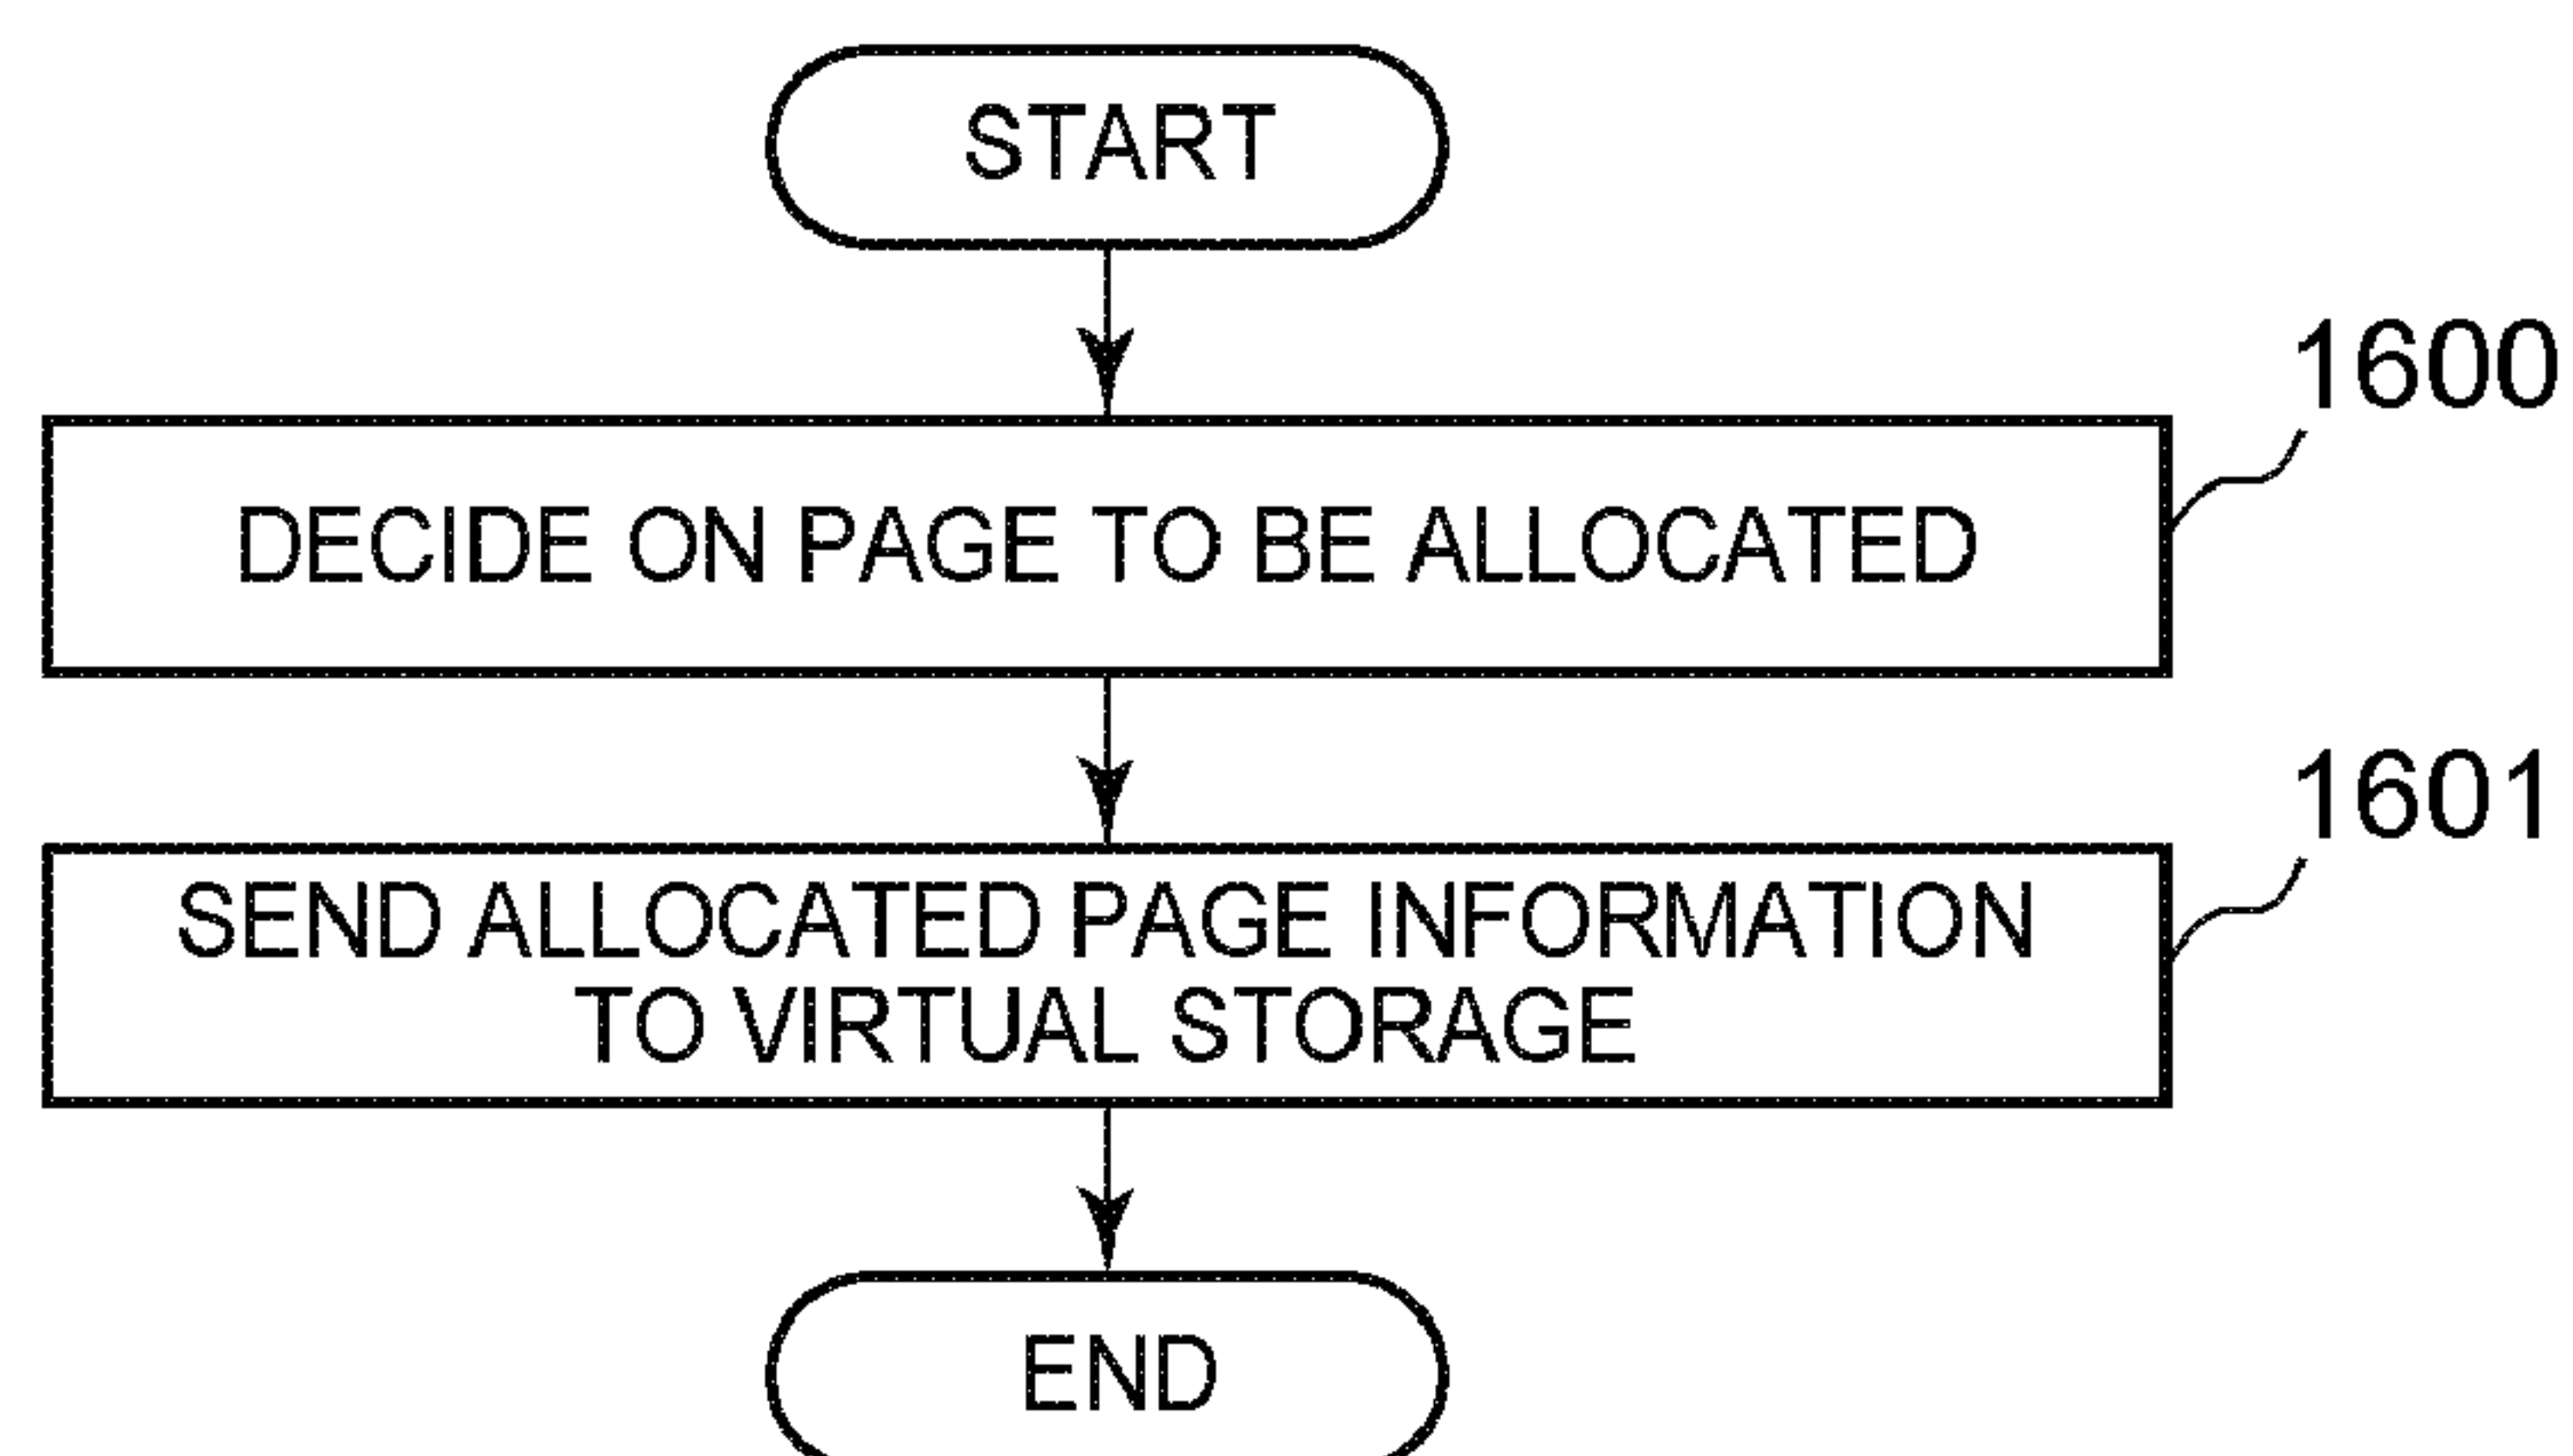 START
1600
DECIDE ON PAGE TO BE ALLOCATED
1601
SEND ALLOCATED PAGE INFORMATION
TO VIRTUAL STORAGE
END